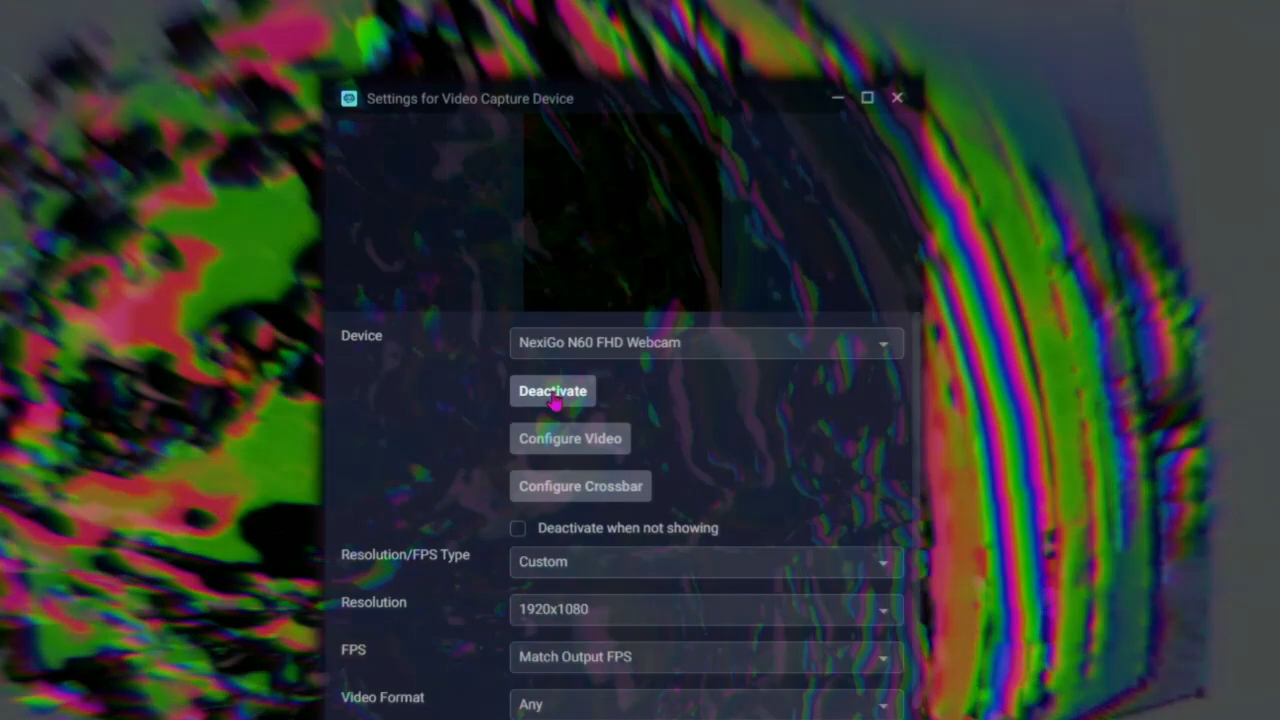 Settings for Video Capture Device
Device
NexiGo N60 FHD Webcam
Deactivate
Configure Video
Configure Crossbar
Deactivate when not showing
Resolution/FPS Type
Custom
Resolution
1920x1080
FPS
Match Output FPS
Video Format
Any